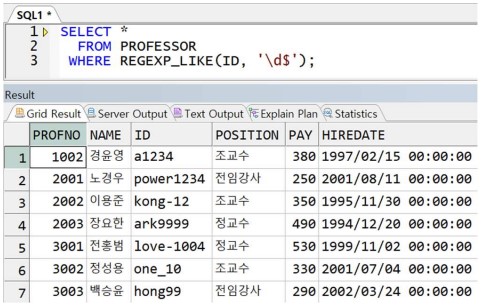 SQL1 *
1 SELECT *
2 FROM PROFESSOR
3 WHERE REGEXP_LIKE(ID, '\d$');
Result
Grid Result Server Output Text Output Explain Plan Statistics
PROFNO NAME ID POSITION PAY HIREDATE
1 1002 경윤영 a1234 조교수 380 1997/02/15 00:00:00
2 2001 노경우 power1234 전임강사 250 2001/08/11 00:00:00
3 2002 이용준 kong-12 조교수 350 1995/11/30 00:00:00
4 2003 장요한 ark9999 정교수 490 1994/12/20 00:00:00
5 3001 전홍범 love-1004 정교수 530 1999/11/02 00:00:00
6 3002 정성용 one_10 조교수 330 2001/07/04 00:00:00
7 3003 백승윤 hong99 전임강사 290 2002/03/24 00:00:00